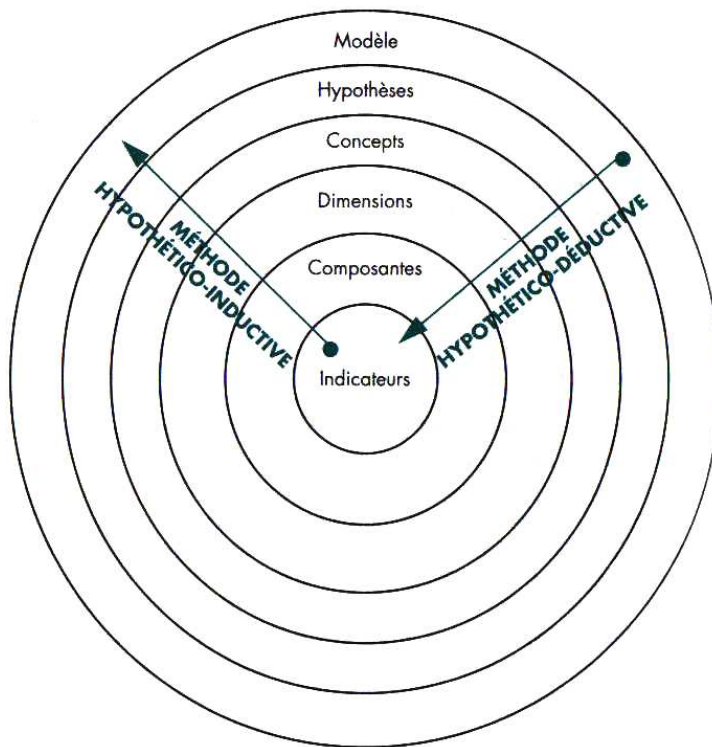 Modèle
Hypothèses
Concepts
Dimensions
Composantes
Indicateurs
MÉTHODE
HYPOTHÉTICO-INDUCTIVE
MÉTHODE
HYPOTHÉTICO-DÉDUCTIVE